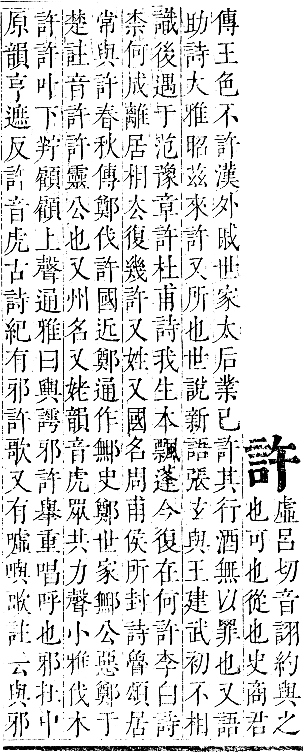 許
虛呂切音詡約與之
也可也從也史商君
傳王色不許漢外戚世家太后業已許其行酒無以罪也又語
助詩大雅昭茲來許又所也世說新語張玄與王建武初不相
識後遇于范豫章許杜甫詩我生本飄蓬今復在何許李白詩
柰何成離居相去復幾許又姓又國名周甫侯所封詩魯頌居
常與許春秋傳鄭伐許國近鄭通作鄦史鄭世家鄦公惡鄭于
楚註音許許靈公也又州名又姥韻音虎眾共力聲小雅伐木
許許叶下羜顧顧上聲通雅曰輿謣邪許舉重唱呼也邪在中
原韻亨遮反許音虎古詩紀有邪許歌又有噓噢歟註云與邪